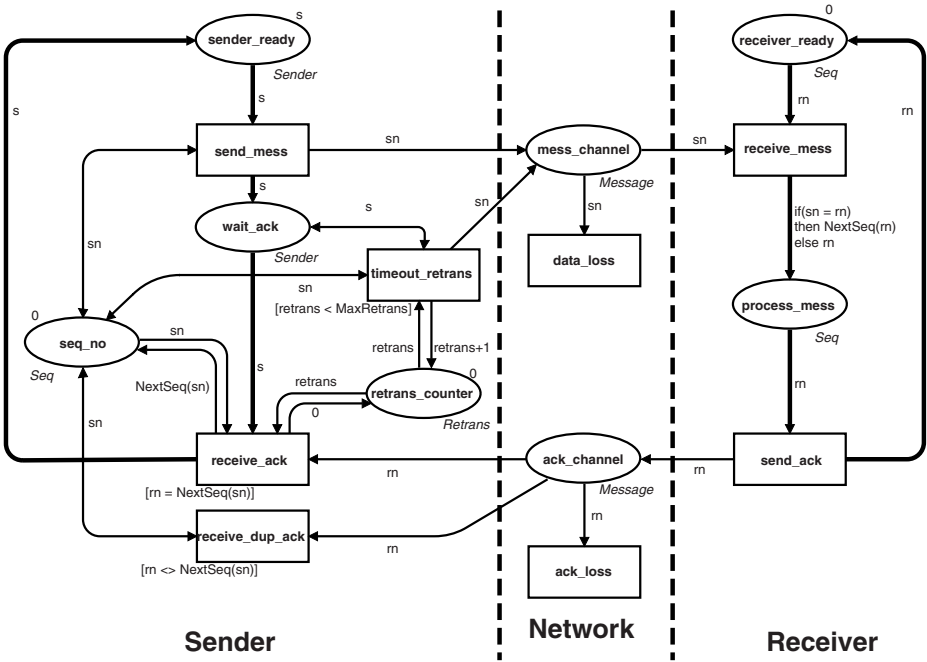 s
0
sender_ready
receiver_ready
Sender
Seq
s
s
rn
rn
send_mess
sn
mess_channel
sn
receive_mess
s
Message
s
sn
sn
if(sn = rn)
then NextSeq(rn)
else rn
wait_ack
sn
Sender
data_loss
timeout_retrans
sn
[retrans < MaxRetrans]
process_mess
0
sn
Seq
seq_no
retrans
retrans+1
Seq
NextSeq(sn)
s
retrans
0
retrans_counter
0
rn
sn
Retrans
receive_ack
rn
ack_channel
rn
send_ack
[rn = NextSeq(sn)]
Message
rn
receive_dup_ack
rn
[rn <> NextSeq(sn)]
ack_loss
Sender
Network
Receiver